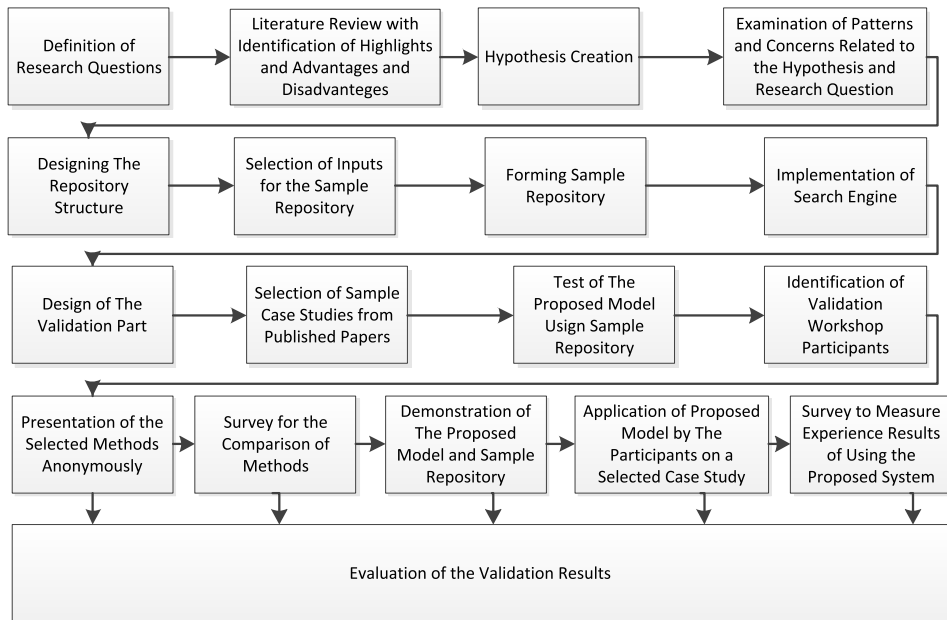 Definition of
Research Questions
Literature Review with
Identification of Highlights
and Advantages and
Disadvanteges
Hypothesis Creation
Examination of Patterns
and Concerns Related to
the Hypothesis and
Research Question
Designing The
Repository
Structure
Selection of Inputs
for the Sample
Repository
Forming Sample
Repository
Implementation of
Search Engine
Design of The
Validation Part
Selection of Sample
Case Studies from
Published Papers
Test of The
Proposed Model
Usign Sample
Repository
Identification of
Validation
Workshop
Participants
Presentation of the
Selected Methods
Anonymously
Survey for the
Comparison of
Methods
Demonstration of
The Proposed
Model and Sample
Repository
Application of Proposed
Model by The
Participants on a
Selected Case Study
Survey to Measure
Experience Results
of Using the
Proposed System
Evaluation of the Validation Results